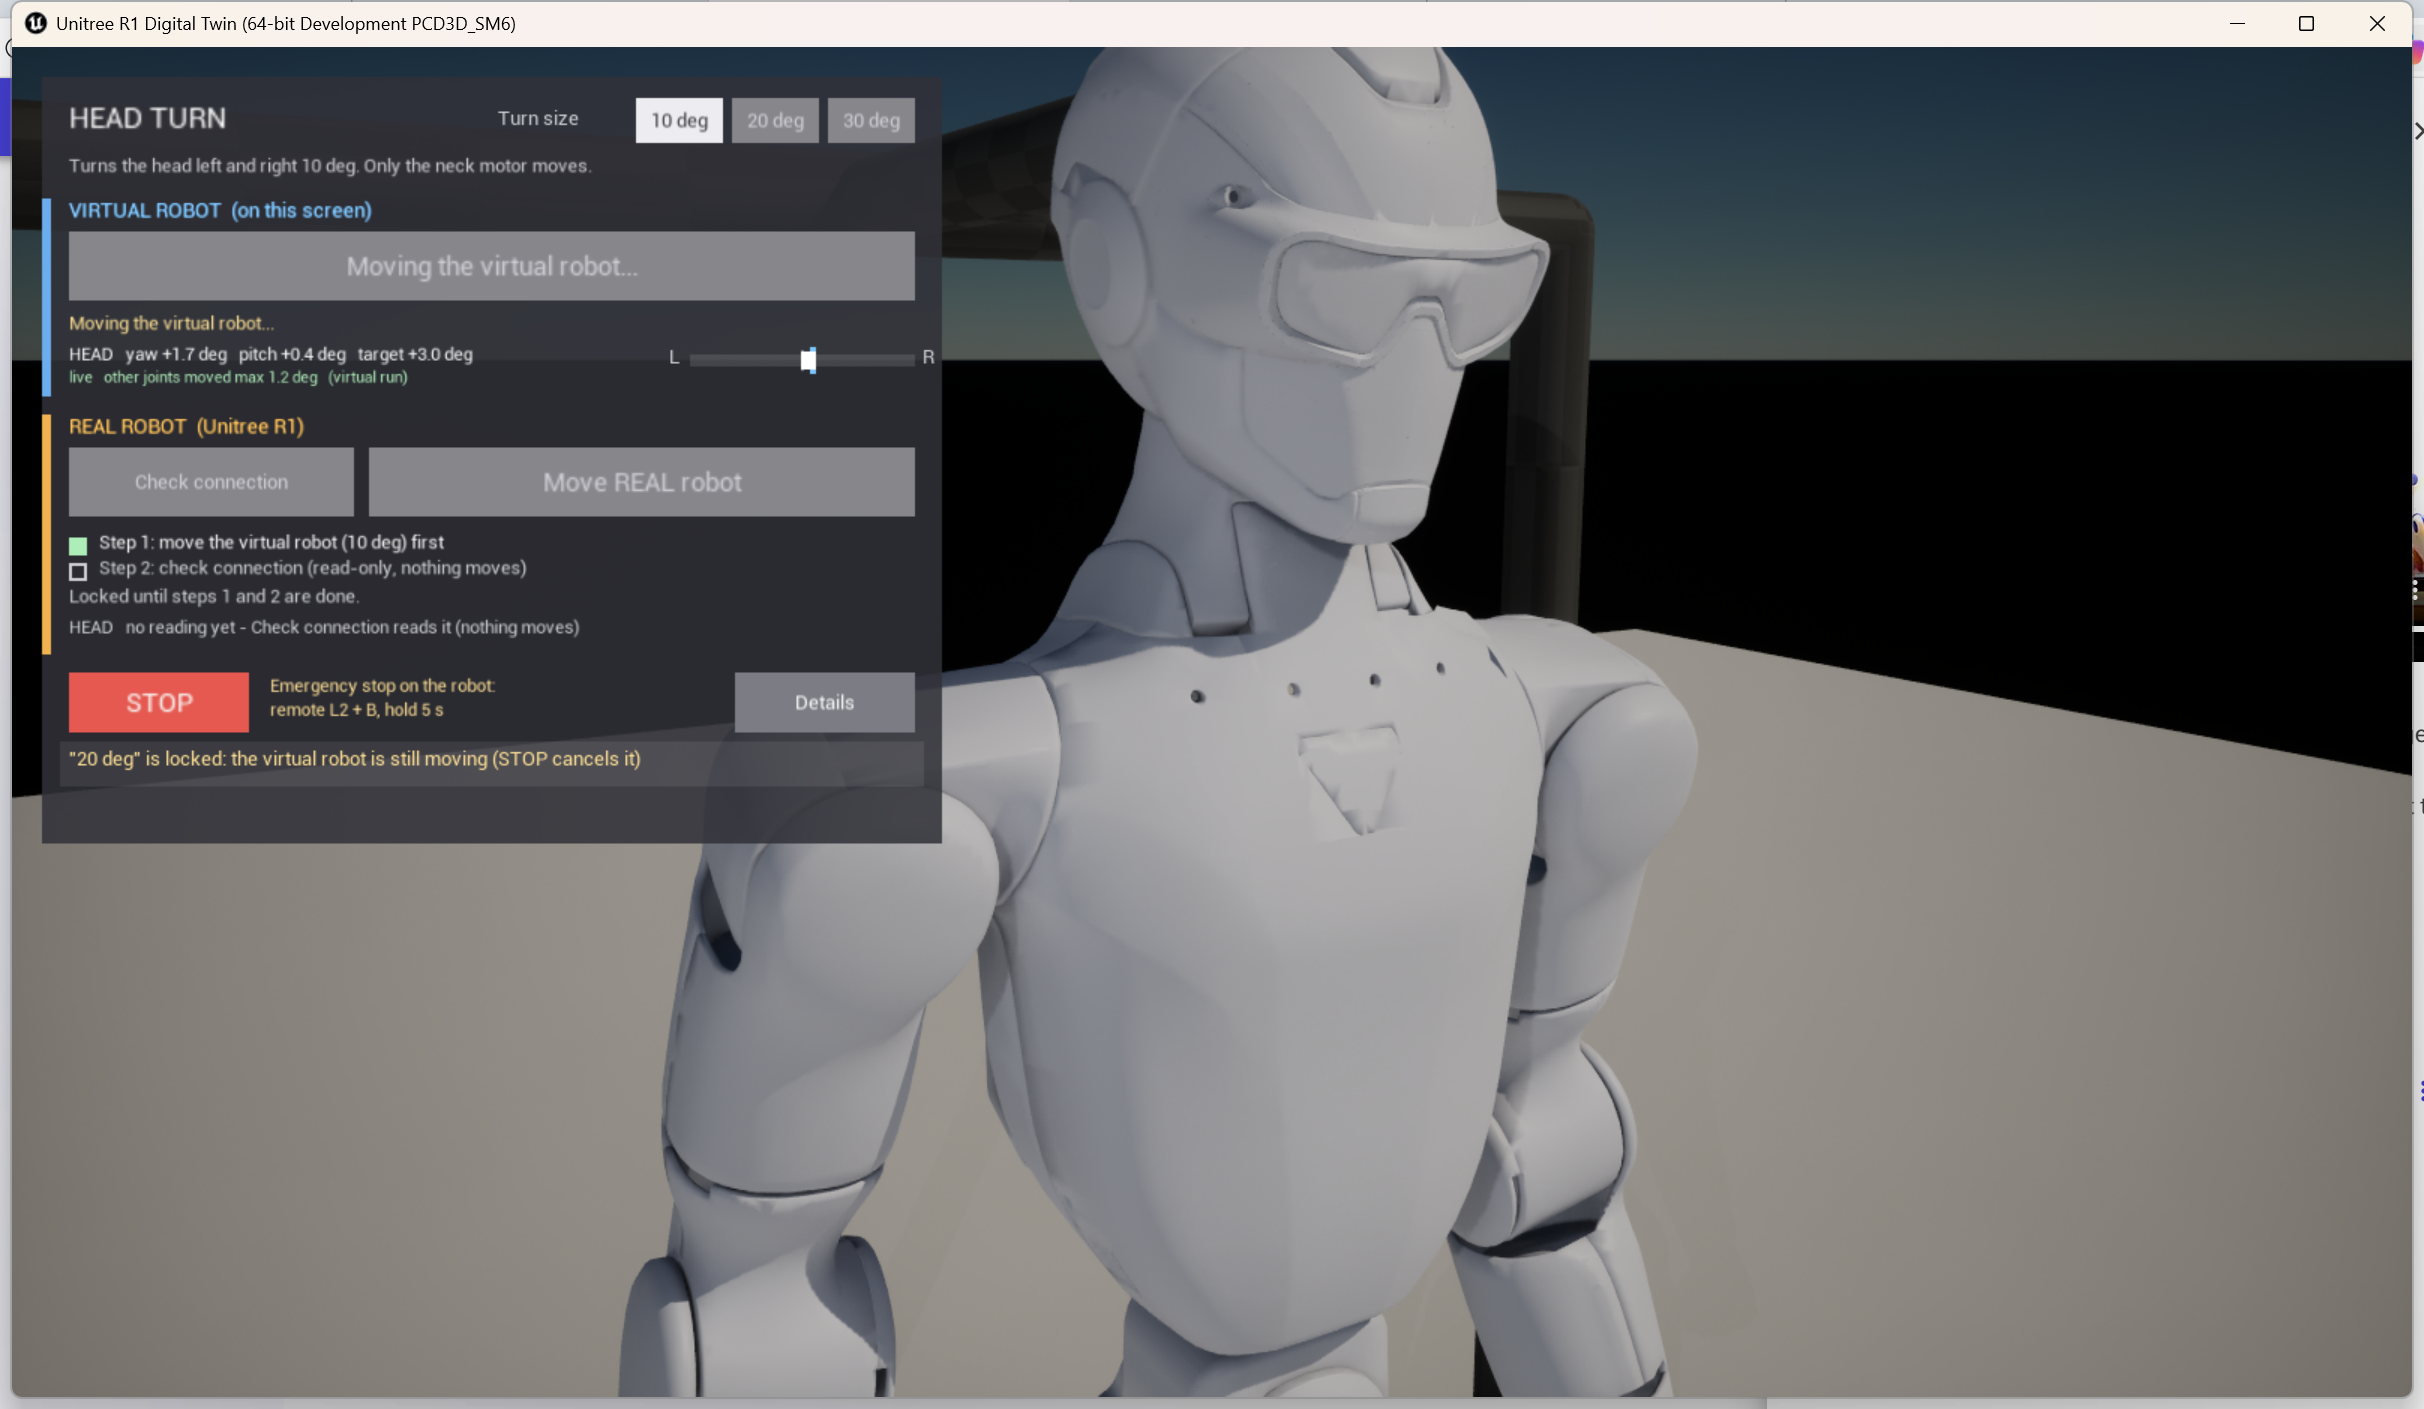 Unitree R1 Digital Twin (64-bit Development PCD3D_SM6)
HEAD TURN
Turn size
10 deg
20 deg
30 deg
Turns the head left and right 10 deg. Only the neck motor moves.
VIRTUAL ROBOT (on this screen)
Moving the virtual robot...
Moving the virtual robot...
HEAD yaw +1.7 deg pitch +0.4 deg target +3.0 deg
L
R
live other joints moved max 1.2 deg (virtual run)
REAL ROBOT (Unitree R1)
Check connection
Move REAL robot
Step 1: move the virtual robot (10 deg) first
Step 2: check connection (read-only, nothing moves)
Locked until steps 1 and 2 are done.
HEAD no reading yet - Check connection reads it (nothing moves)
STOP
Emergency stop on the robot:
remote L2 + B, hold 5 s
Details
"20 deg" is locked: the virtual robot is still moving (STOP cancels it)